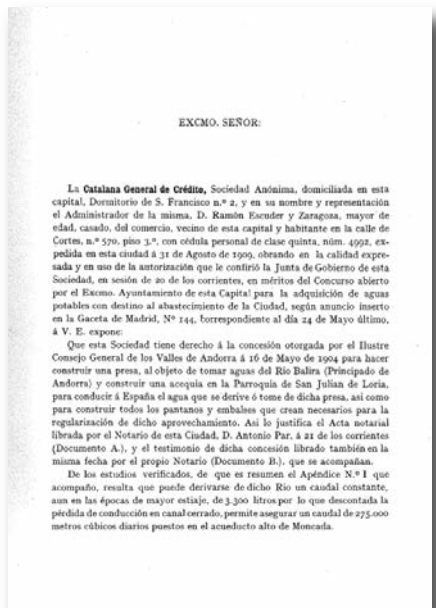 EXCMO. SEÑOR:
La Catalana General de Crédito, Sociedad Anónima, domiciliada en esta
capital, Dormitorio de S. Francisco n.º 2, y en su nombre y representación
el Administrador de la misma, D. Ramón Escuder y Zaragoza, mayor de
edad, casado, del comercio, vecino de esta capital y habitante en la calle de
Cortes, n.º 570, piso 3.º, con cédula personal de clase quinta, núm. 4992, ex-
pedida en esta ciudad á 31 de Agosto de 1909, obrando en la calidad expre-
sada y en uso de la autorización que le confirió la Junta de Gobierno de esta
Sociedad, en sesión de 20 de los corrientes, en méritos del Concurso abierto
por el Excmo. Ayuntamiento de esta Capital para la adquisición de aguas
potables con destino al abastecimiento de la Ciudad, según anuncio inserto
en la Gaceta de Madrid, Nº 144, correspondiente al día 24 de Mayo último,
á V. E. expone:
Que esta Sociedad tiene derecho á la concesión otorgada por el Ilustre
Consejo General de los Valles de Andorra á 16 de Mayo de 1904 para hacer
construir una presa, al objeto de tomar aguas del Río Balira (Principado de
Andorra) y construir una acequia en la Parroquia de San Julian de Loria,
para conducir á España el agua que se derive ó tome de dicha presa, asi como
para construir todos los pantanos y embalses que crean necesarios para la
regularización de dicho aprovechamiento. Asi lo justifica el Acta notarial
librada por el Notario de esta Ciudad, D. Antonio Par, á 21 de los corrientes
(Documento A.), y el testimonio de dicha concesión librado también en la
misma fecha por el propio Notario (Documento B.), que se acompañan.
De los estudios verificados, de que es resumen el Apéndice N.º I que
acompaño, resulta que puede derivarse de dicho Río un caudal constante,
aun en las épocas de mayor estiaje, de 3.300 litros por lo que descontada la
pérdida de conducción en canal cerrado, permite asegurar un caudal de 275.000
metros cúbicos diarios puestos en el acueducto alto de Moncada.